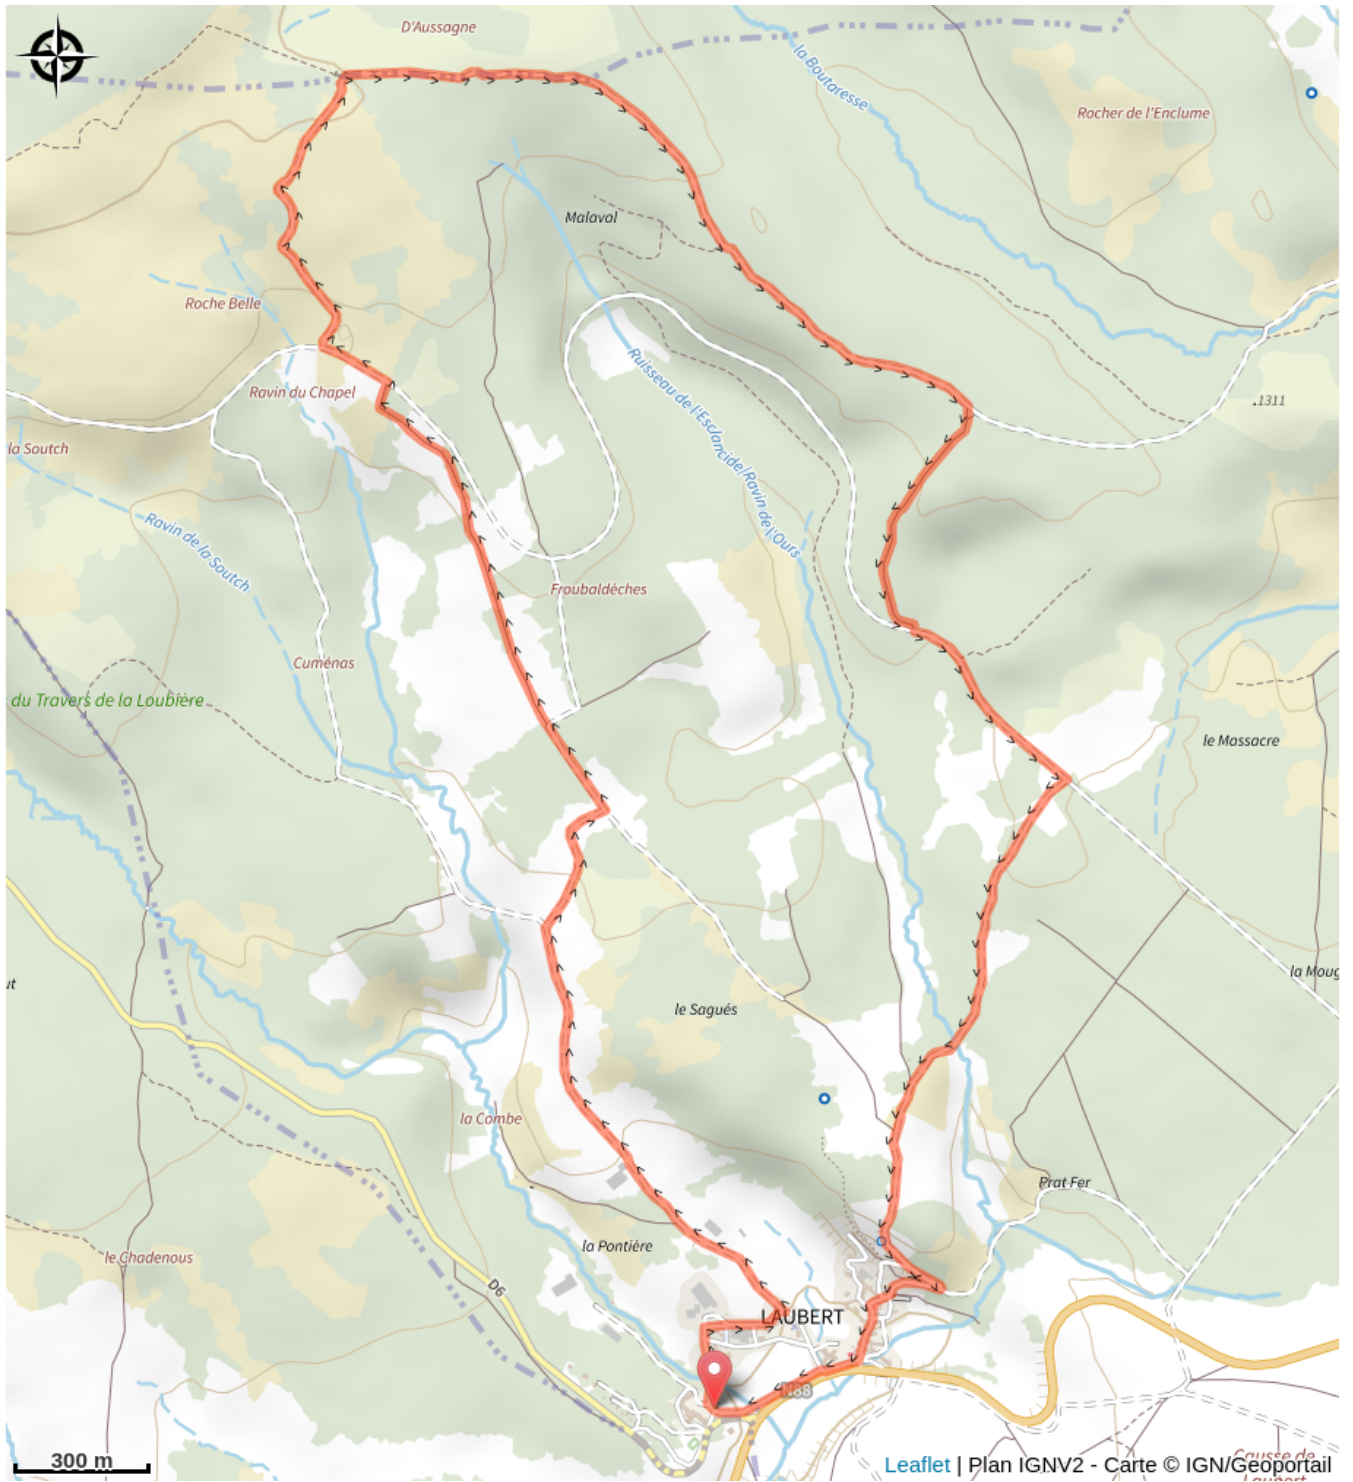 D'Aussagne
la Boutaresse
Rocher de l'Enclume
Malaval
Roche Belle
Ravin du Chapel
Ruisseau de l'Esclancide/Ravin de l'Ours
.1311
la Soutch
Ravin de la Soutch
Froubaldèches
Cuménas
du Travers de la Loubière
le Massacre
la Moug
ut
le Sagués
la Combe
Prat Fer
la Pontière
le Chadenous
D6
LAUBERT
N88
300 m
Causse de
Laubert
Leaflet | Plan IGNV2 - Carte © IGN/Geoportail